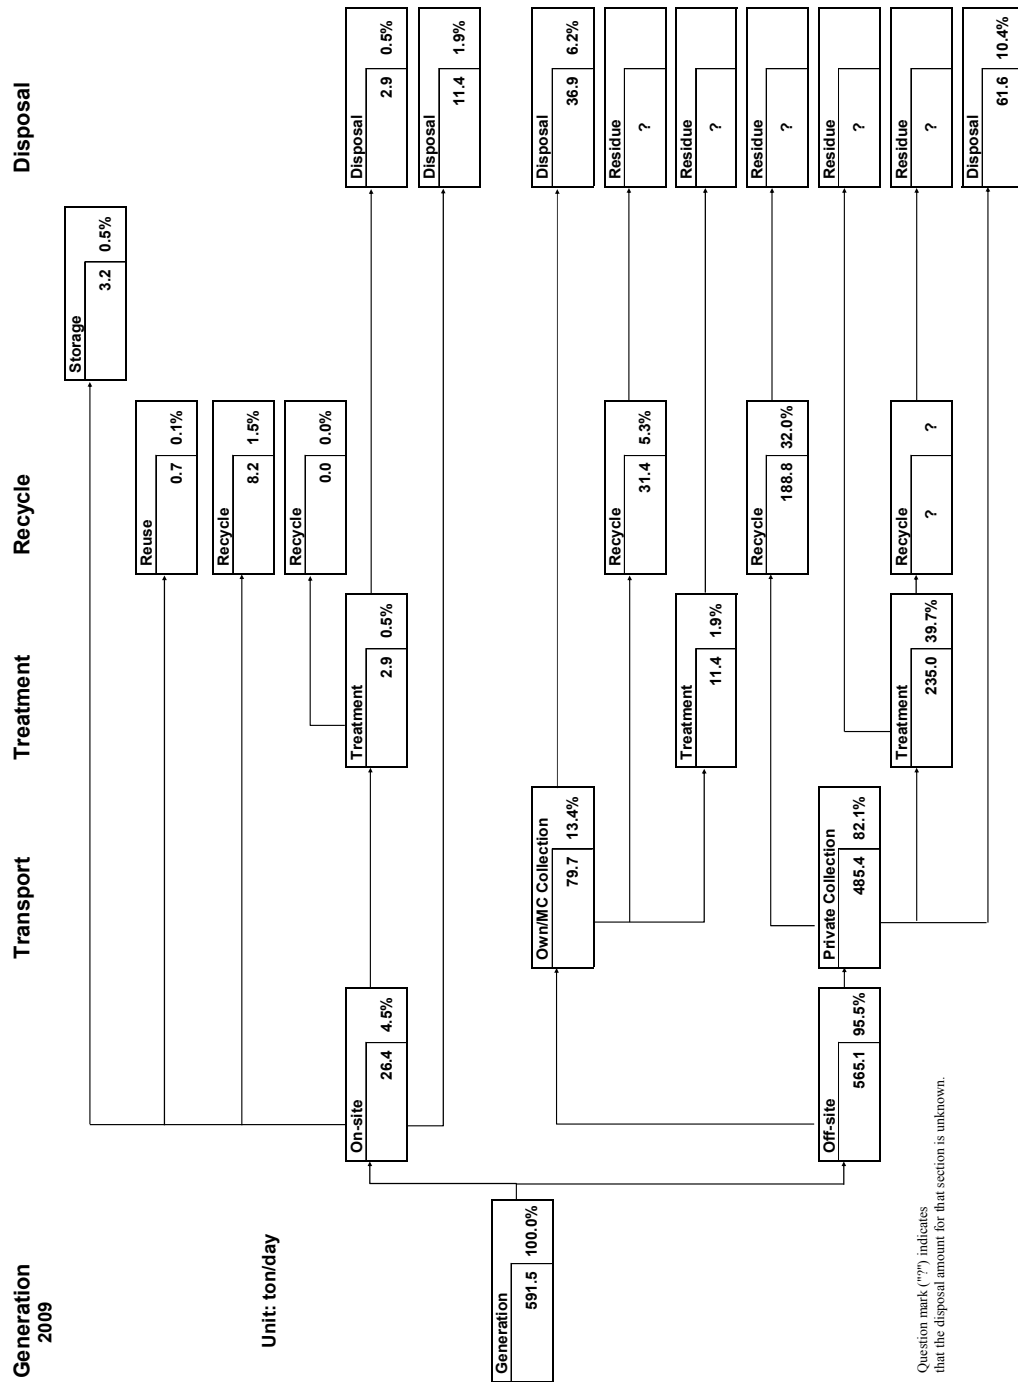 Generation
2009
Transport
Treatment
Recycle
Disposal
Unit: ton/day
Storage
3.2 0.5%
Reuse
0.7 0.1%
Recycle
8.2 1.5%
Recycle
0.0 0.0%
On-site
26.4 4.5%
Treatment
2.9 0.5%
Disposal
2.9 0.5%
Disposal
11.4 1.9%
Generation
591.5 100.0%
Own/MC Collection
79.7 13.4%
Disposal
36.9 6.2%
Recycle
31.4 5.3%
Residue
?
Treatment
11.4 1.9%
Residue
?
Recycle
188.8 32.0%
Residue
?
Off-site
565.1 95.5%
Private Collection
485.4 82.1%
Residue
?
Treatment
235.0 39.7%
Recycle
? ?
Residue
?
Disposal
61.6 10.4%
Question mark ("?") indicates
that the disposal amount for that section is unknown.